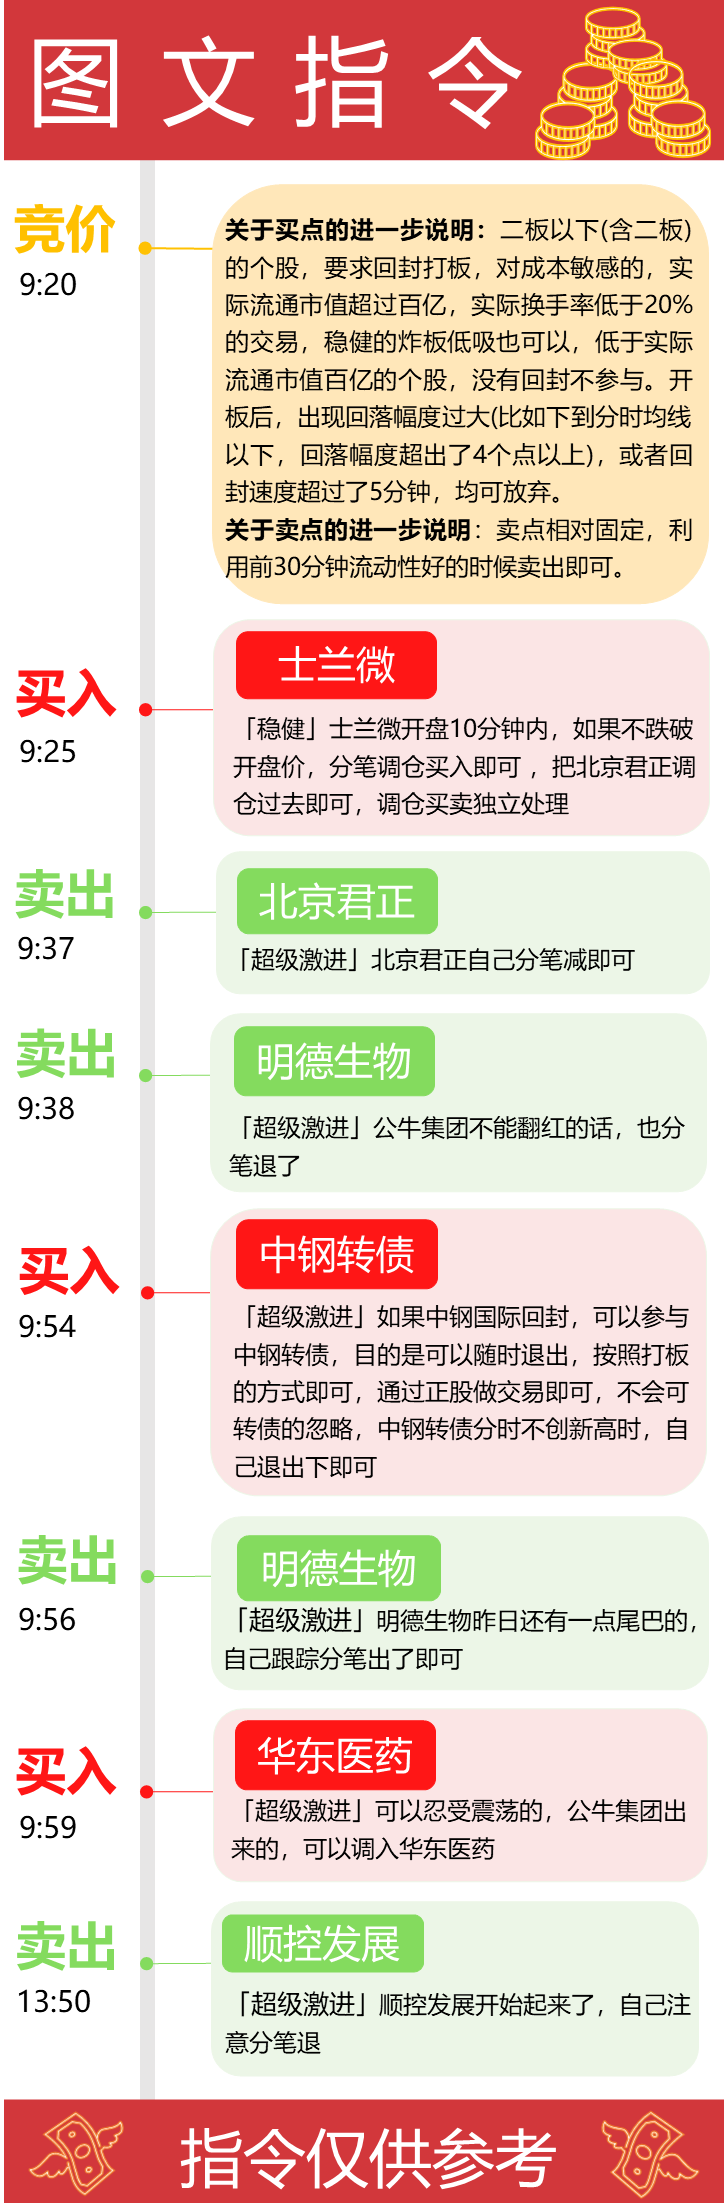 图文指令
竞价
9:20
关于买点的进一步说明：二板以下(含二板)
的个股，要求回封打板，对成本敏感的，实
际流通市值超过百亿，实际换手率低于20%
的交易，稳健的炸板低吸也可以，低于实际
流通市值百亿的个股，没有回封不参与。开
板后，出现回落幅度过大(比如下到分时均线
以下，回落幅度超出了4个点以上)，或者回
封速度超过了5分钟，均可放弃。
关于卖点的进一步说明：卖点相对固定，利
用前30分钟流动性好的时候卖出即可。
买入
9:25
士兰微
「稳健」士兰微开盘10分钟内，如果不跌破
开盘价，分笔调仓买入即可 ，把北京君正调
仓过去即可，调仓买卖独立处理
卖出
9:37
北京君正
「超级激进」北京君正自己分笔减即可
卖出
9:38
明德生物
「超级激进」公牛集团不能翻红的话，也分
笔退了
买入
9:54
中钢转债
「超级激进」如果中钢国际回封，可以参与
中钢转债，目的是可以随时退出，按照打板
的方式即可，通过正股做交易即可，不会可
转债的忽略，中钢转债分时不创新高时，自
己退出下即可
卖出
9:56
明德生物
「超级激进」明德生物昨日还有一点尾巴的，
自己跟踪分笔出了即可
买入
9:59
华东医药
「超级激进」可以忍受震荡的，公牛集团出
来的，可以调入华东医药
卖出
13:50
顺控发展
「超级激进」顺控发展开始起来了，自己注
意分笔退
指令仅供参考